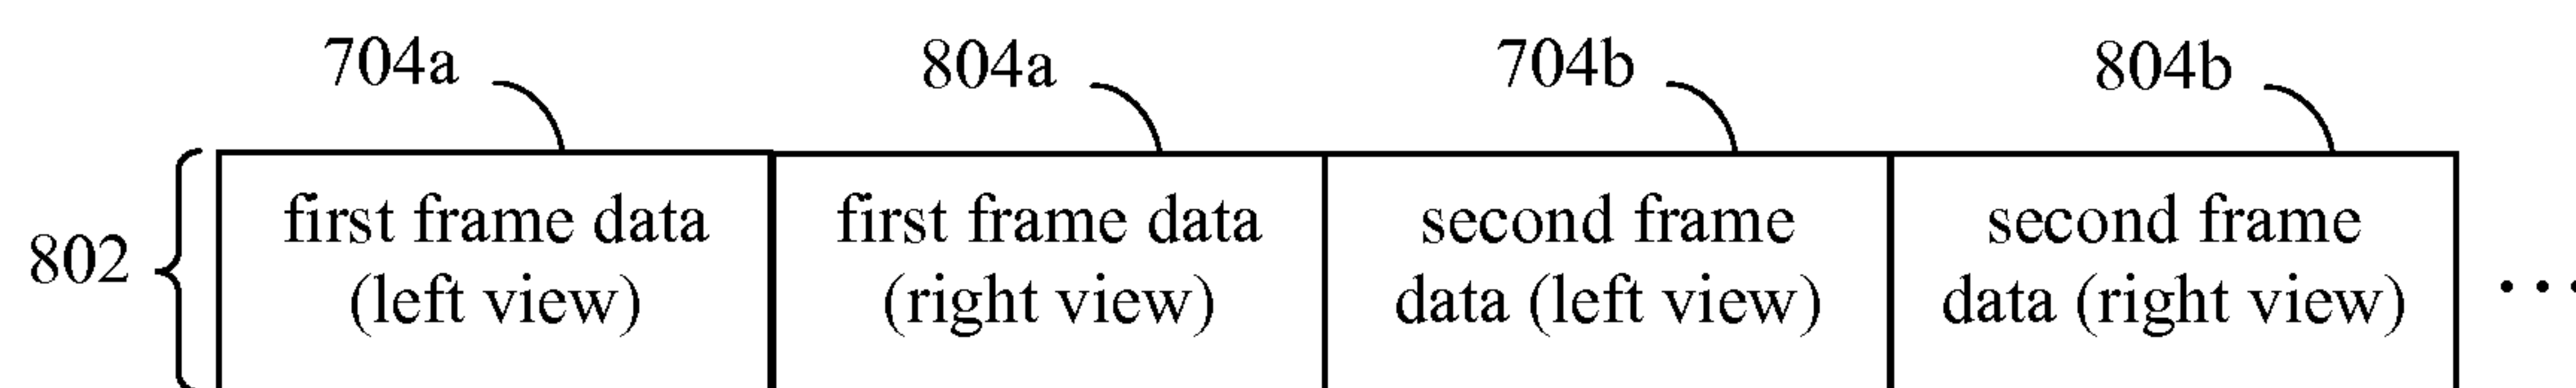 704a 804a 704b 804b
first frame data first frame data second frame second frame
802 (left view) (right view) data (left view) data (right view) ...